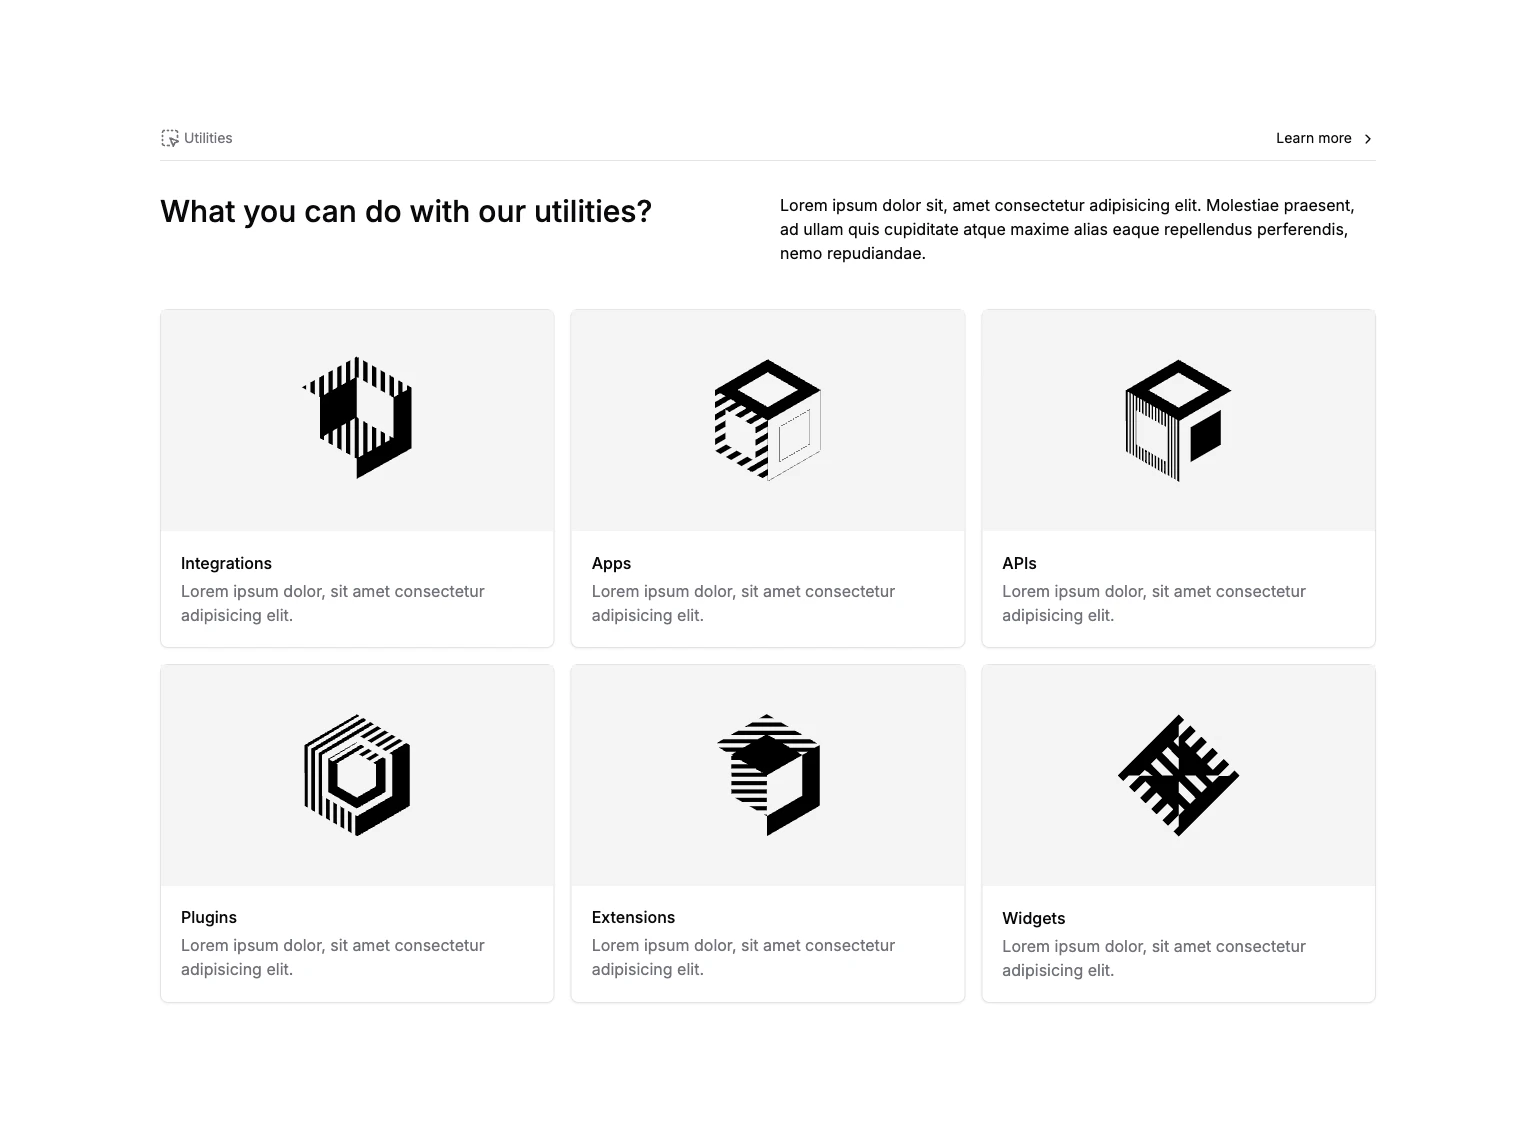 Utilities
Learn more
What you can do with our utilities?
Lorem ipsum dolor sit, amet consectetur adipisicing elit. Molestiae praesent,
ad ullam quis cupiditate atque maxime alias eaque repellendus perferendis,
nemo repudiandae.
Integrations
Lorem ipsum dolor, sit amet consectetur
adipisicing elit.
Apps
Lorem ipsum dolor, sit amet consectetur
adipisicing elit.
APIs
Lorem ipsum dolor, sit amet consectetur
adipisicing elit.
Plugins
Lorem ipsum dolor, sit amet consectetur
adipisicing elit.
Extensions
Lorem ipsum dolor, sit amet consectetur
adipisicing elit.
Widgets
Lorem ipsum dolor, sit amet consectetur
adipisicing elit.